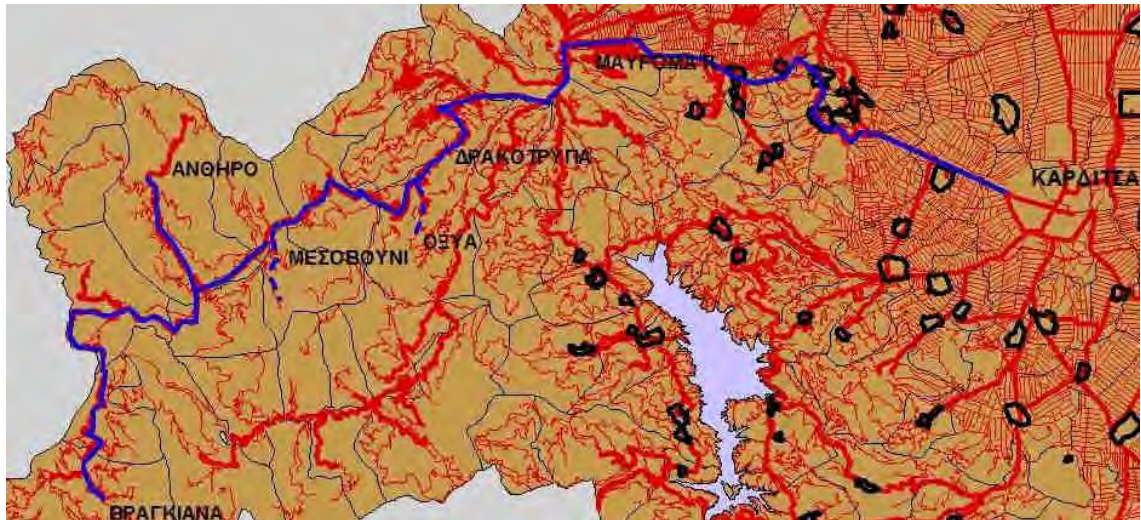 ΜΑΥΡΟΜΑΤΙ
ΔΡΑΚΟΤΡΥΠΑ
ΑΝΘΗΡΟ
ΚΑΡΔΙΤΣΑ
ΟΞΥΑ
ΜΕΣΟΒΟΥΝΙ
ΒΡΑΓΚΙΑΝΑ